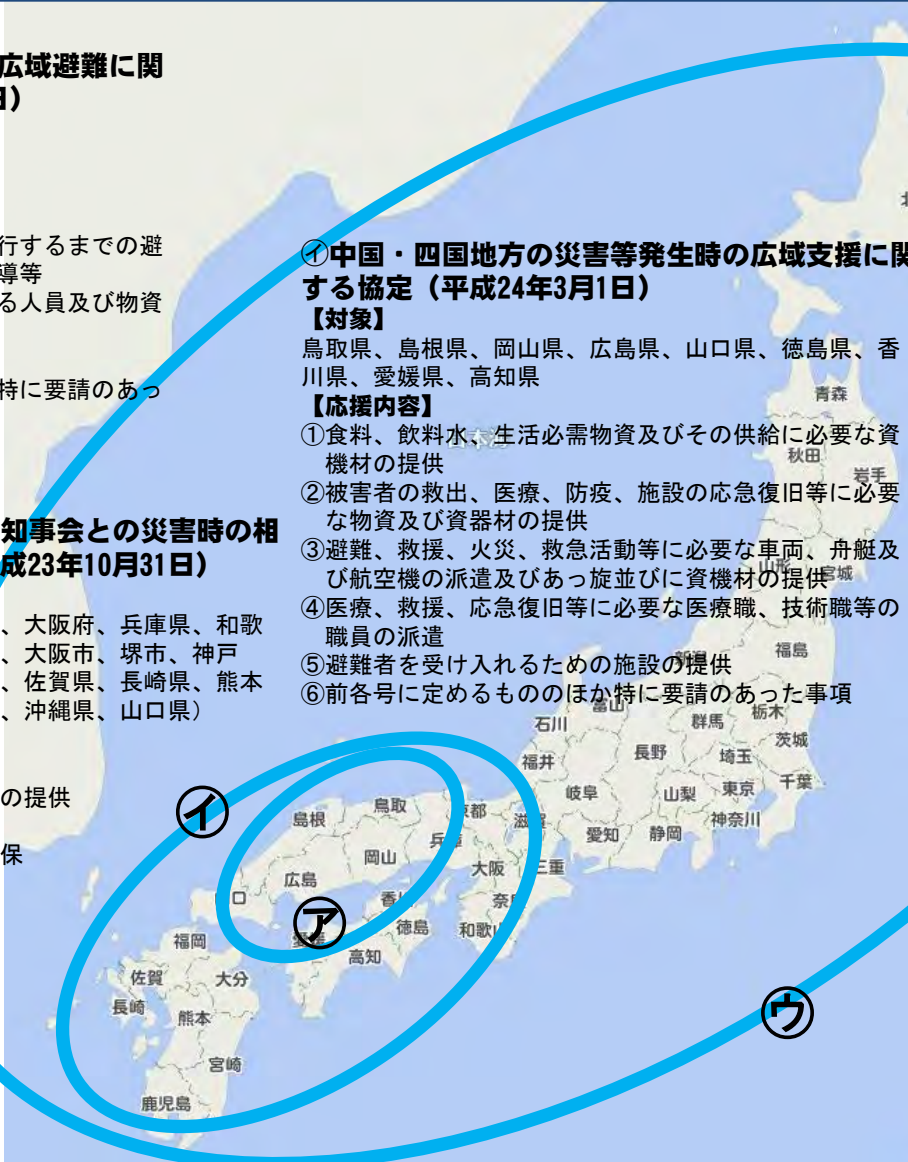 広域避難に関
日）
行するまでの避
導等
る人員及び物資
特に要請のあっ
知事会との災害時の相
成23年10月31日）
、大阪府、兵庫県、和歌
、大阪市、堺市、神戸
、佐賀県、長崎県、熊本
、沖縄県、山口県）
の提供
保
㋑中国・四国地方の災害等発生時の広域支援に関
する協定（平成24年3月1日）
【対象】
鳥取県、島根県、岡山県、広島県、山口県、徳島県、香
川県、愛媛県、高知県
【応援内容】
①食料、飲料水、生活必需物資及びその供給に必要な資
機材の提供
②被害者の救出、医療、防疫、施設の応急復旧等に必要
な物資及び資器材の提供
③避難、救援、火災、救急活動等に必要な車両、舟艇及
び航空機の派遣及びあっ旋並びに資機材の提供
④医療、救援、応急復旧等に必要な医療職、技術職等の
職員の派遣
⑤避難者を受け入れるための施設の提供
⑥前各号に定めるもののほか特に要請のあった事項
北
青森
秋田
岩手
山形
宮城
福島
新潟
富山
石川
群馬
栃木
茨城
福井
長野
埼玉
岐阜
山梨
東京
千葉
神奈川
愛知
静岡
京都
滋賀
三重
兵庫
大阪
奈良
和歌山
鳥取
島根
岡山
広島
口
香川
徳島
愛媛
高知
福岡
佐賀
大分
長崎
熊本
宮崎
鹿児島
㋑
㋐
㋒